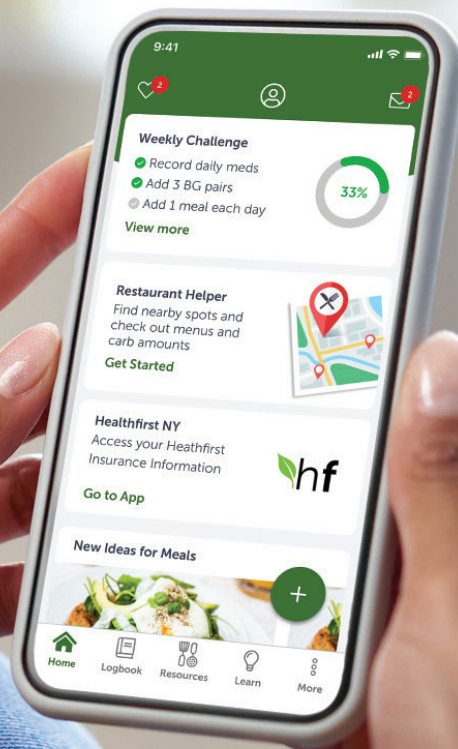 9:41
2
2
Weekly Challenge
Record daily meds
Add 3 BG pairs
Add 1 meal each day
33%
View more
Restaurant Helper
Find nearby spots and
check out menus and
carb amounts
Get Started
Healthfirst NY
Access your Heathfirst
Insurance Information
hf
Go to App
New Ideas for Meals
+
Home
Logbook
Resources
Learn
More